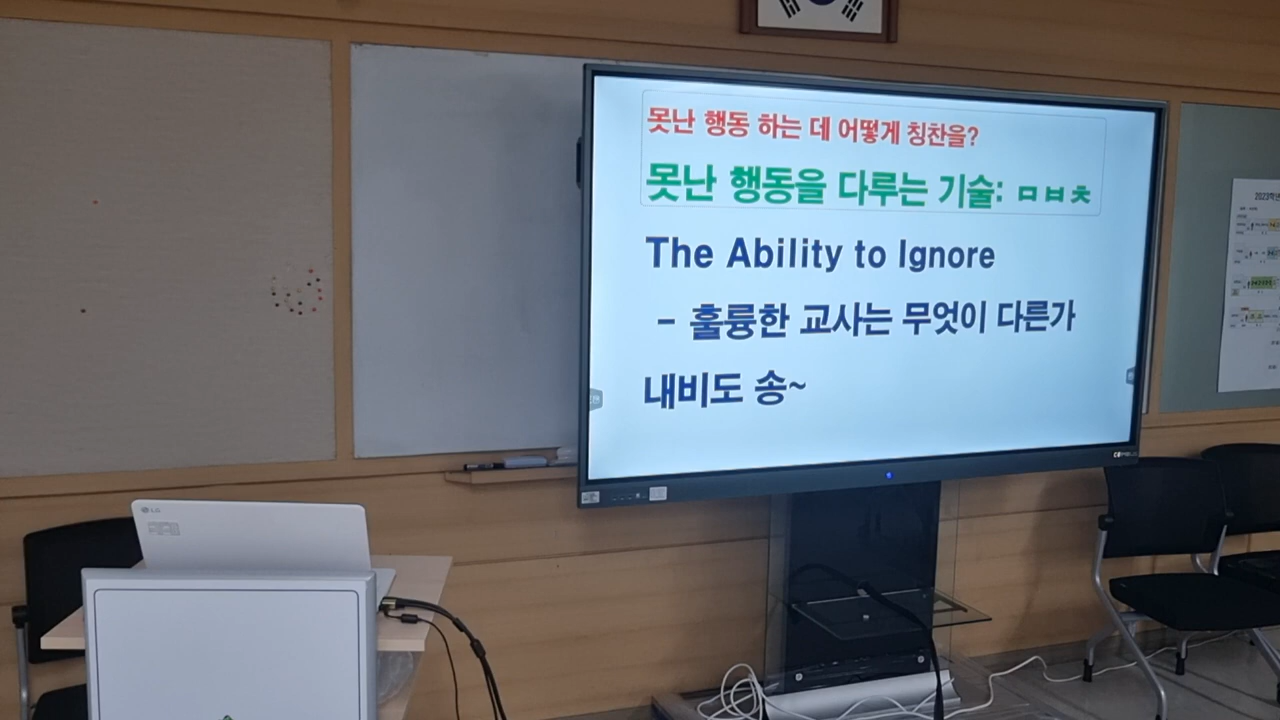 못난 행동 하는 데 어떻게 칭찬을?
못난 행동을 다루는 기술: ㅁㅂㅊ
The Ability to Ignore
- 훌륭한 교사는 무엇이 다른가
내비도 송~
LG